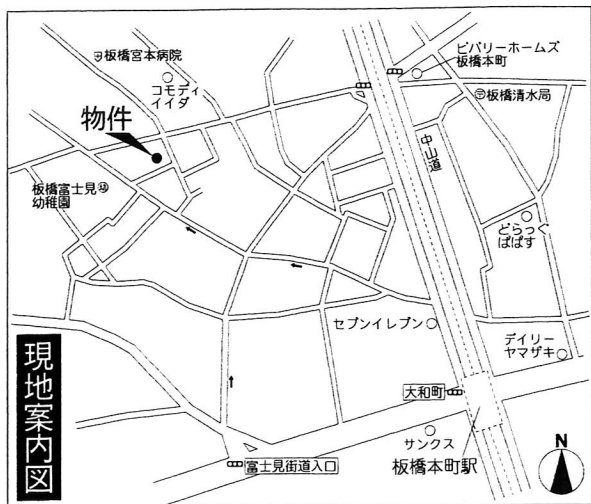 板橋宮本病院
コモディ
イイダ
物件
板橋富士見
幼稚園
ビバリーホームズ
板橋本町
板橋清水局
中山道
どらっぐ
ぱぱす
セブンイレブン
デイリー
ヤマザキ
大和町
サンクス
板橋本町駅
富士見街道入口
現地案内図
N